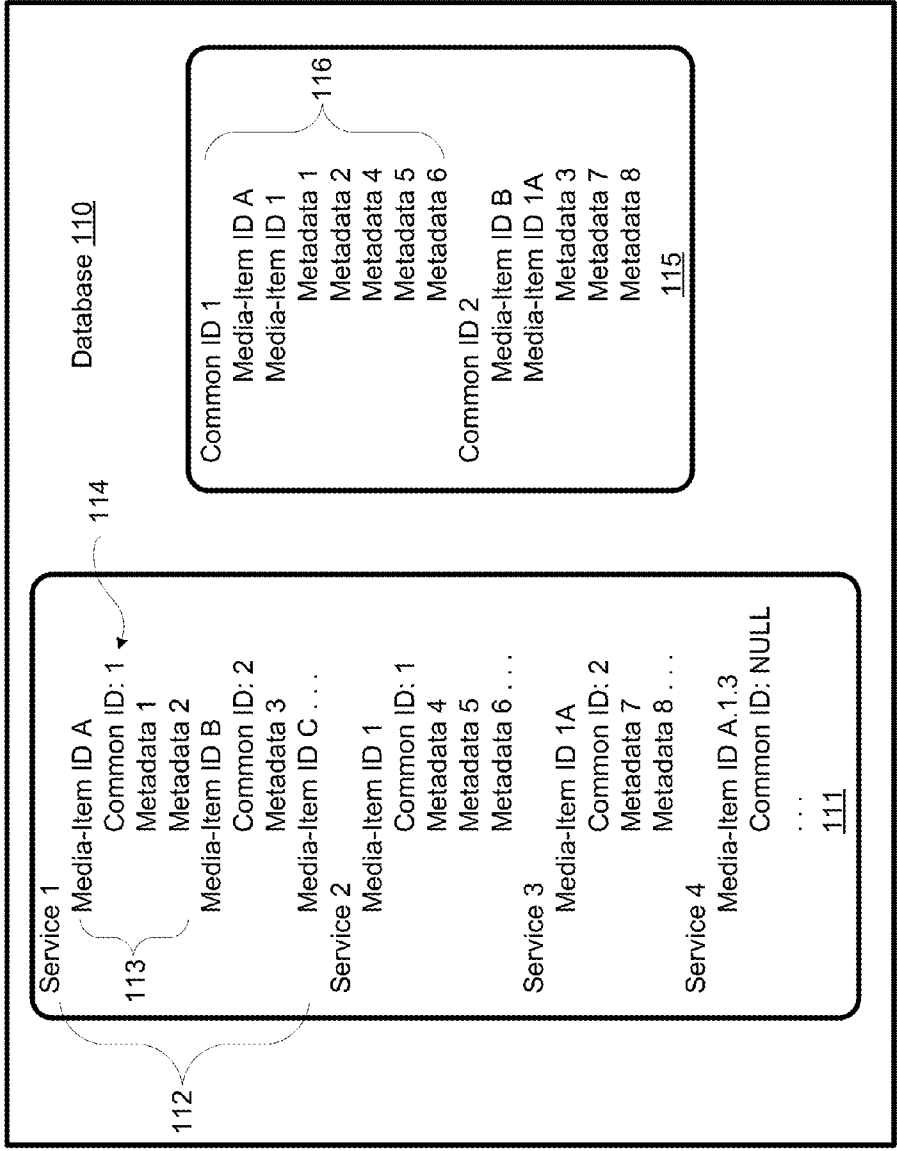 Database 110
114
112
113
Service 1
Media-Item ID A
Common ID: 1
Metadata 1
Metadata 2
Media-Item ID B
Common ID: 2
Metadata 3
Media-Item ID C . . .
Service 2
Media-Item ID 1
Common ID: 1
Metadata 4
Metadata 5
Metadata 6 . . .
Service 3
Media-Item ID 1A
Common ID: 2
Metadata 7
Metadata 8 . . .
Service 4
Media-Item ID A.1.3
Common ID: NULL
. . .
111
Common ID 1
Media-Item ID A
Media-Item ID 1
Metadata 1
Metadata 2
Metadata 4
Metadata 5
Metadata 6
116
Common ID 2
Media-Item ID B
Media-Item ID 1A
Metadata 3
Metadata 7
Metadata 8
115